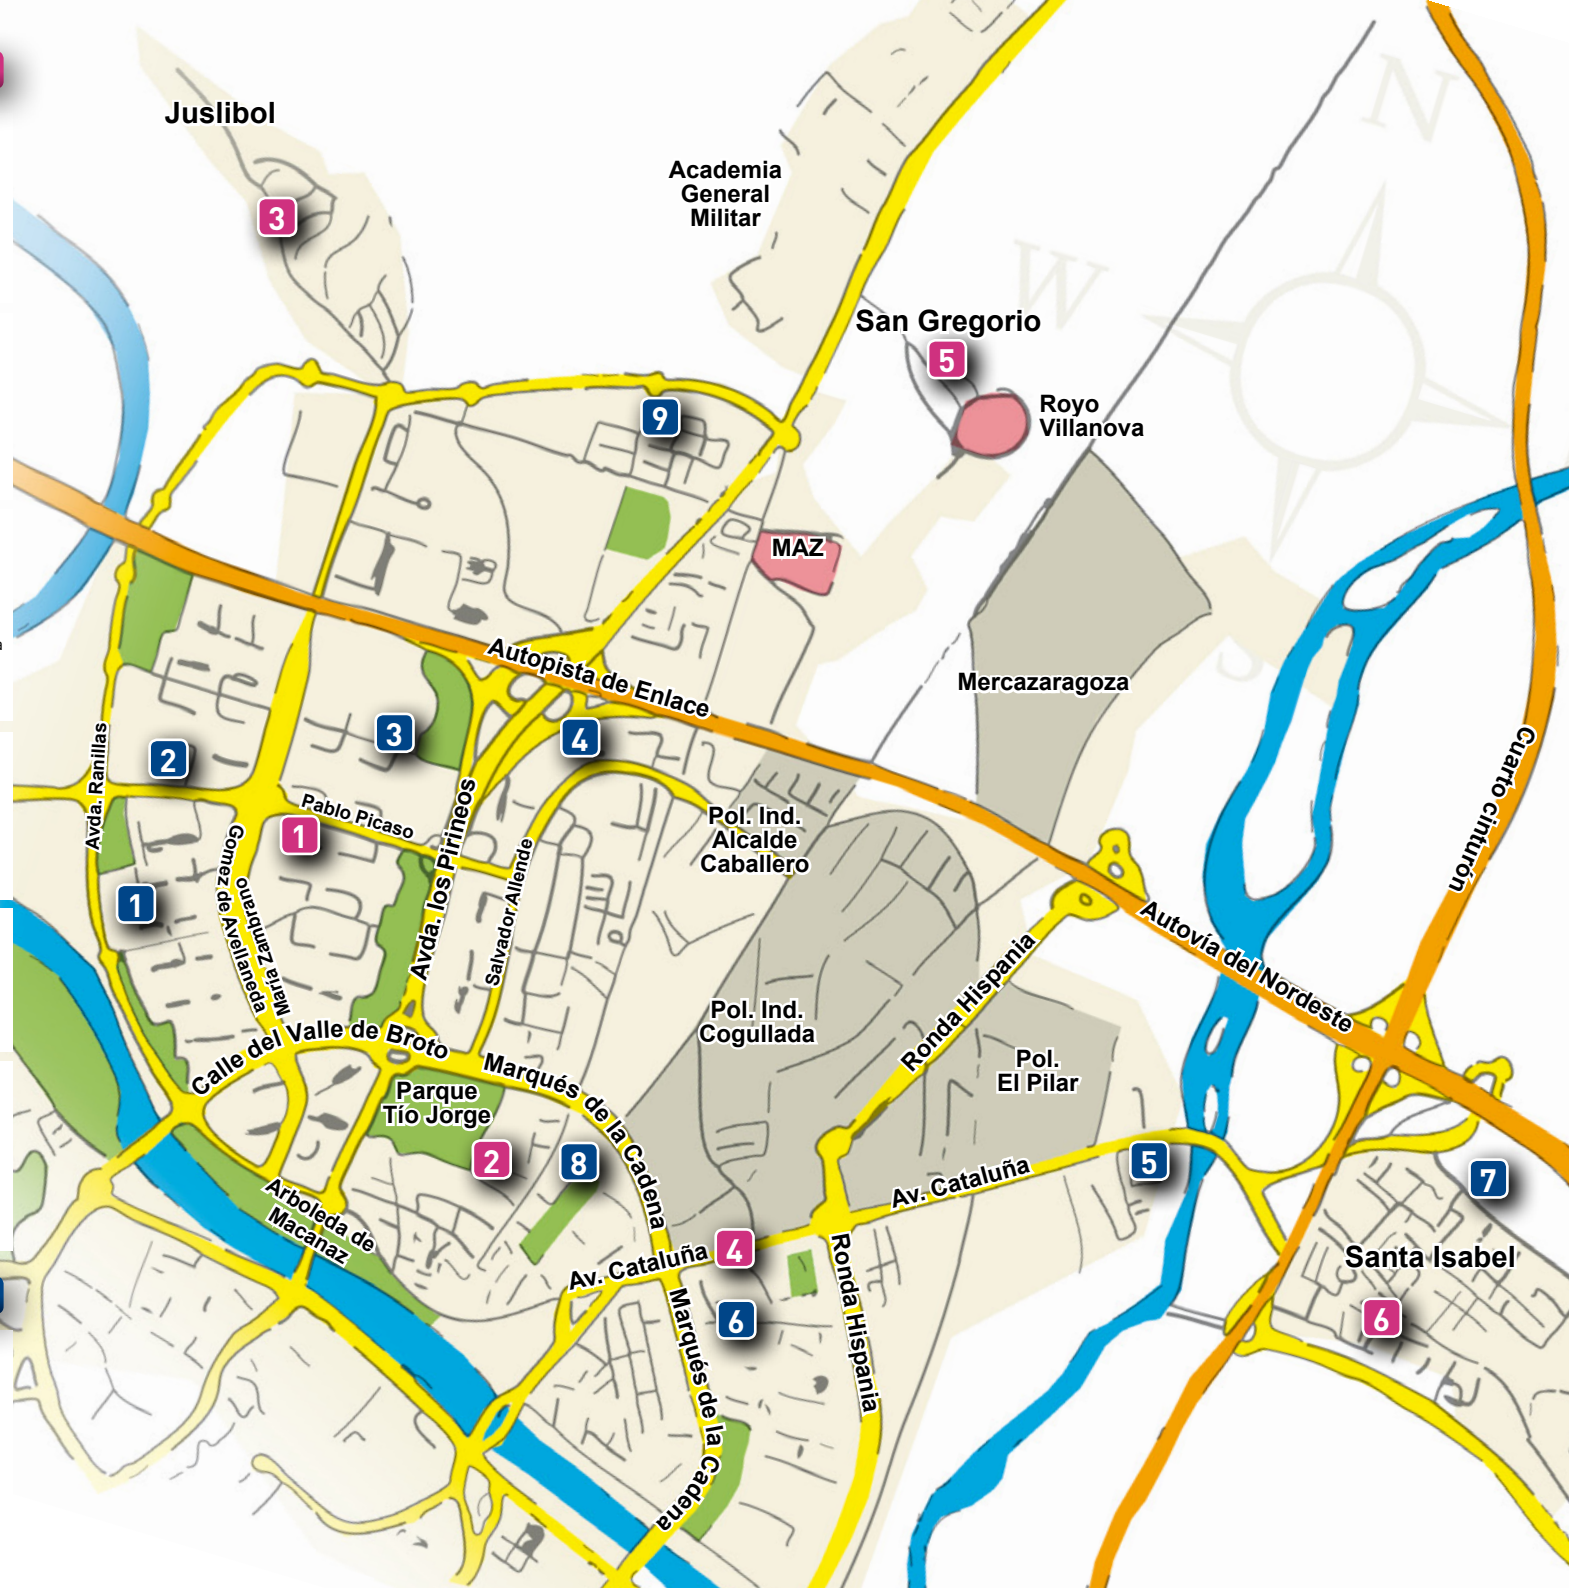 N
Juslibol
3
Academia
General
Militar
W
San Gregorio
5
Royo
Villanova
9
MAZ
S
Autopista de Enlace
Mercazaragoza
Avda. Ranillas
2
3
4
Cuarto cinturón
Pablo Picaso
1
Pol. Ind.
Alcalde
Caballero
Gomez de Avellaneda
María Zambrano
Avda. los Pirineos
Salvador Allende
1
Autovía del Nordeste
Ronda Hispania
Pol. Ind.
Cogullada
Calle del Valle de Broto
Marqués de la Cadena
Pol.
El Pilar
Parque
Tío Jorge
2
8
5
7
Av. Cataluña
Arboleda de
Macanaz
Av. Cataluña
4
Ronda Hispania
Santa Isabel
6
6
Marqués de la Cadena